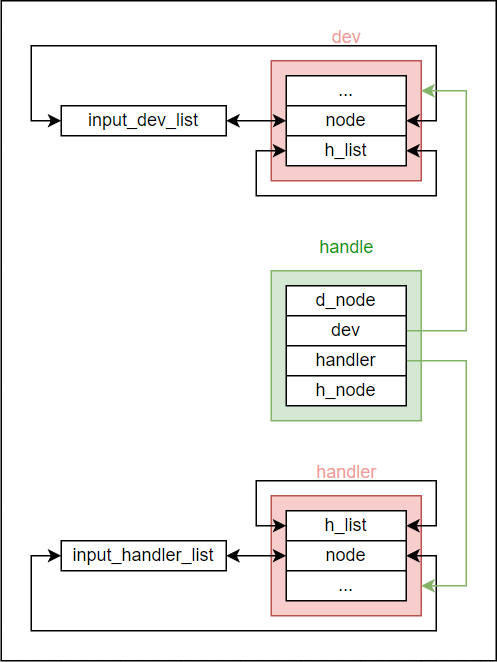 dev
...
input_dev_list
node
h_list
handle
d_node
dev
handler
h_node
handler
h_list
input_handler_list
node
...